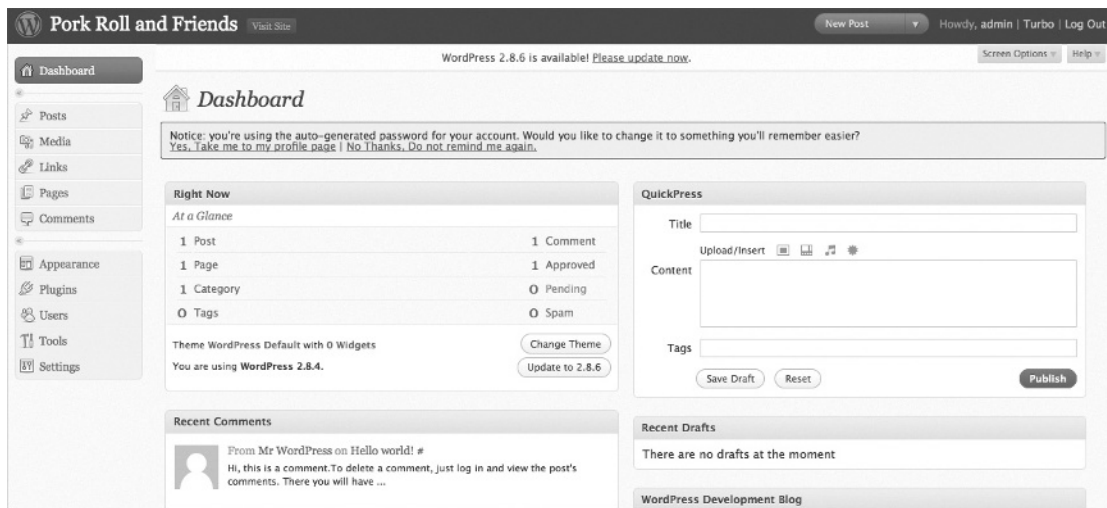 Pork Roll and Friends Visit Site
New Post Howdy, admin | Turbo | Log Out
WordPress 2.8.6 is available! Please update now.
Screen Options Help
Dashboard
Posts
Media
Links
Pages
Comments
Appearance
Plugins
Users
Tools
Settings
Dashboard
Notice: you're using the auto-generated password for your account. Would you like to change it to something you'll remember easier?
Yes, Take me to my profile page | No Thanks, Do not remind me again.
Right Now
At a Glance
1 Post 1 Comment
1 Page 1 Approved
1 Category 0 Pending
0 Tags 0 Spam
Theme WordPress Default with 0 Widgets Change Theme
You are using WordPress 2.8.4. Update to 2.8.6
Recent Comments
From Mr WordPress on Hello world! #
Hi, this is a comment.To delete a comment, just log in and view the post's
comments. There you will have ...
QuickPress
Title
Upload/Insert
Content
Tags
Save Draft Reset Publish
Recent Drafts
There are no drafts at the moment
WordPress Development Blog